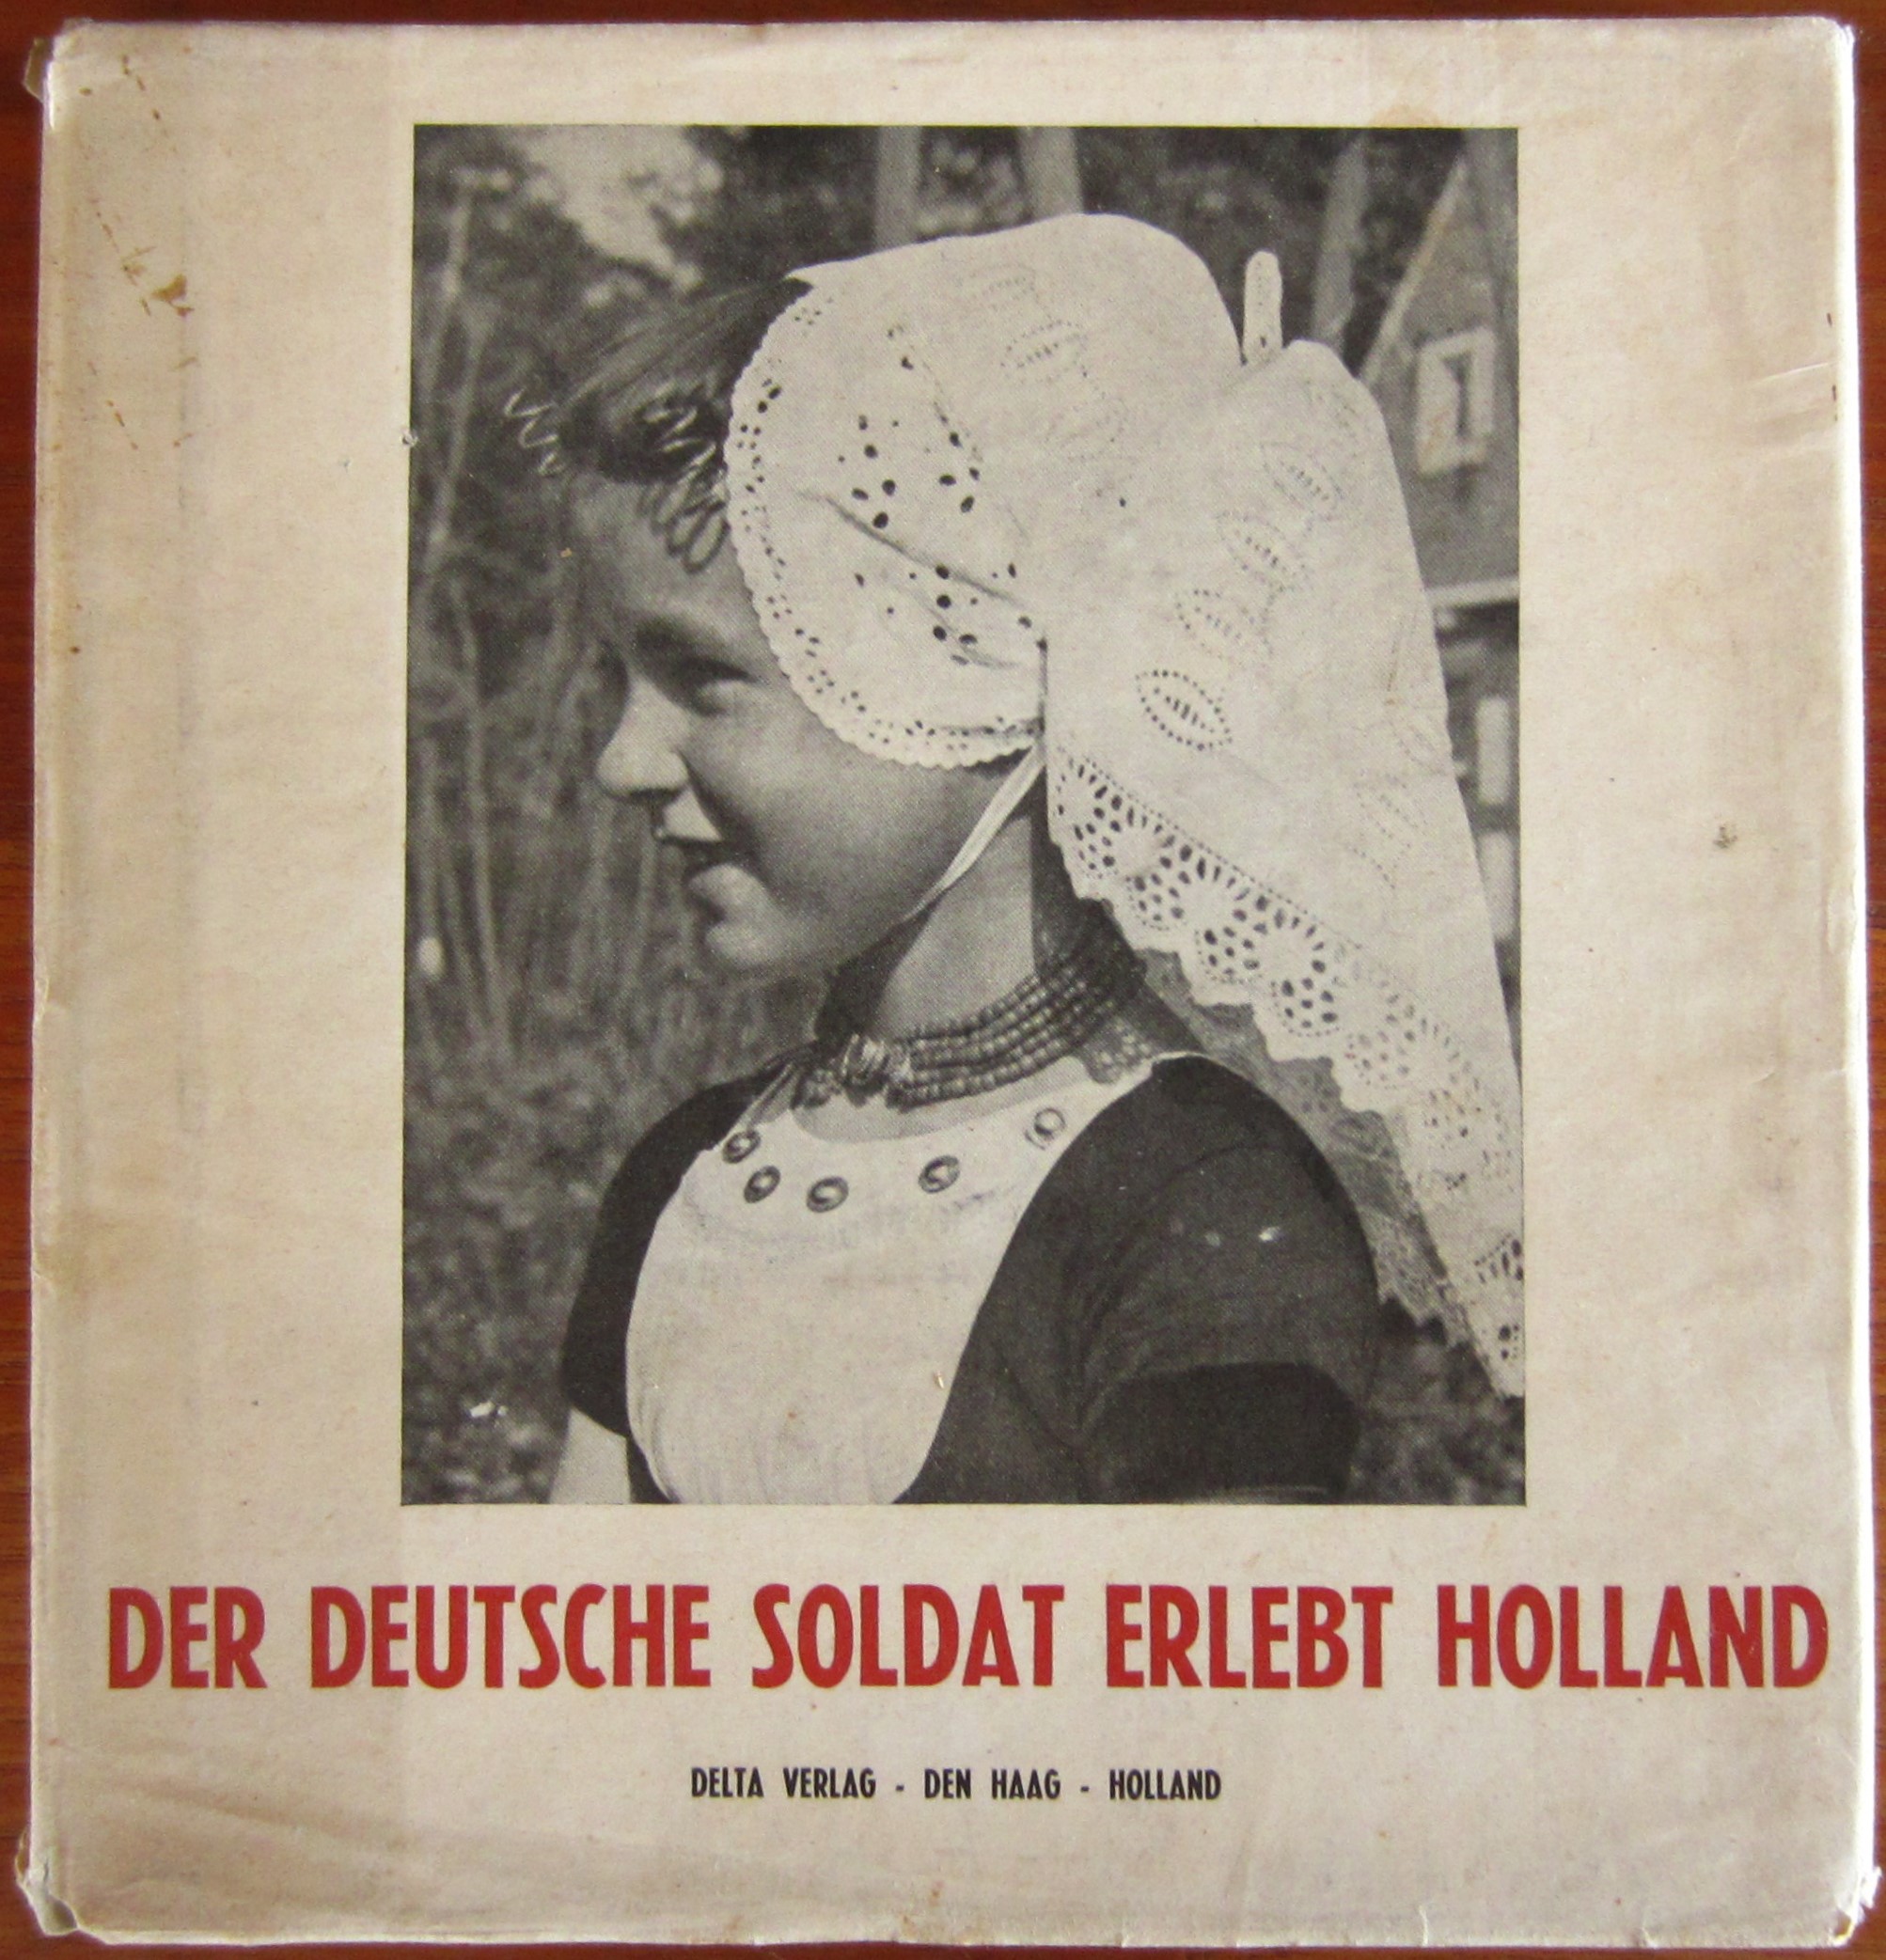 DER DEUTSCHE SOLDAT ERLEBT HOLLAND
DELTA VERLAG - DEN HAAG - HOLLAND